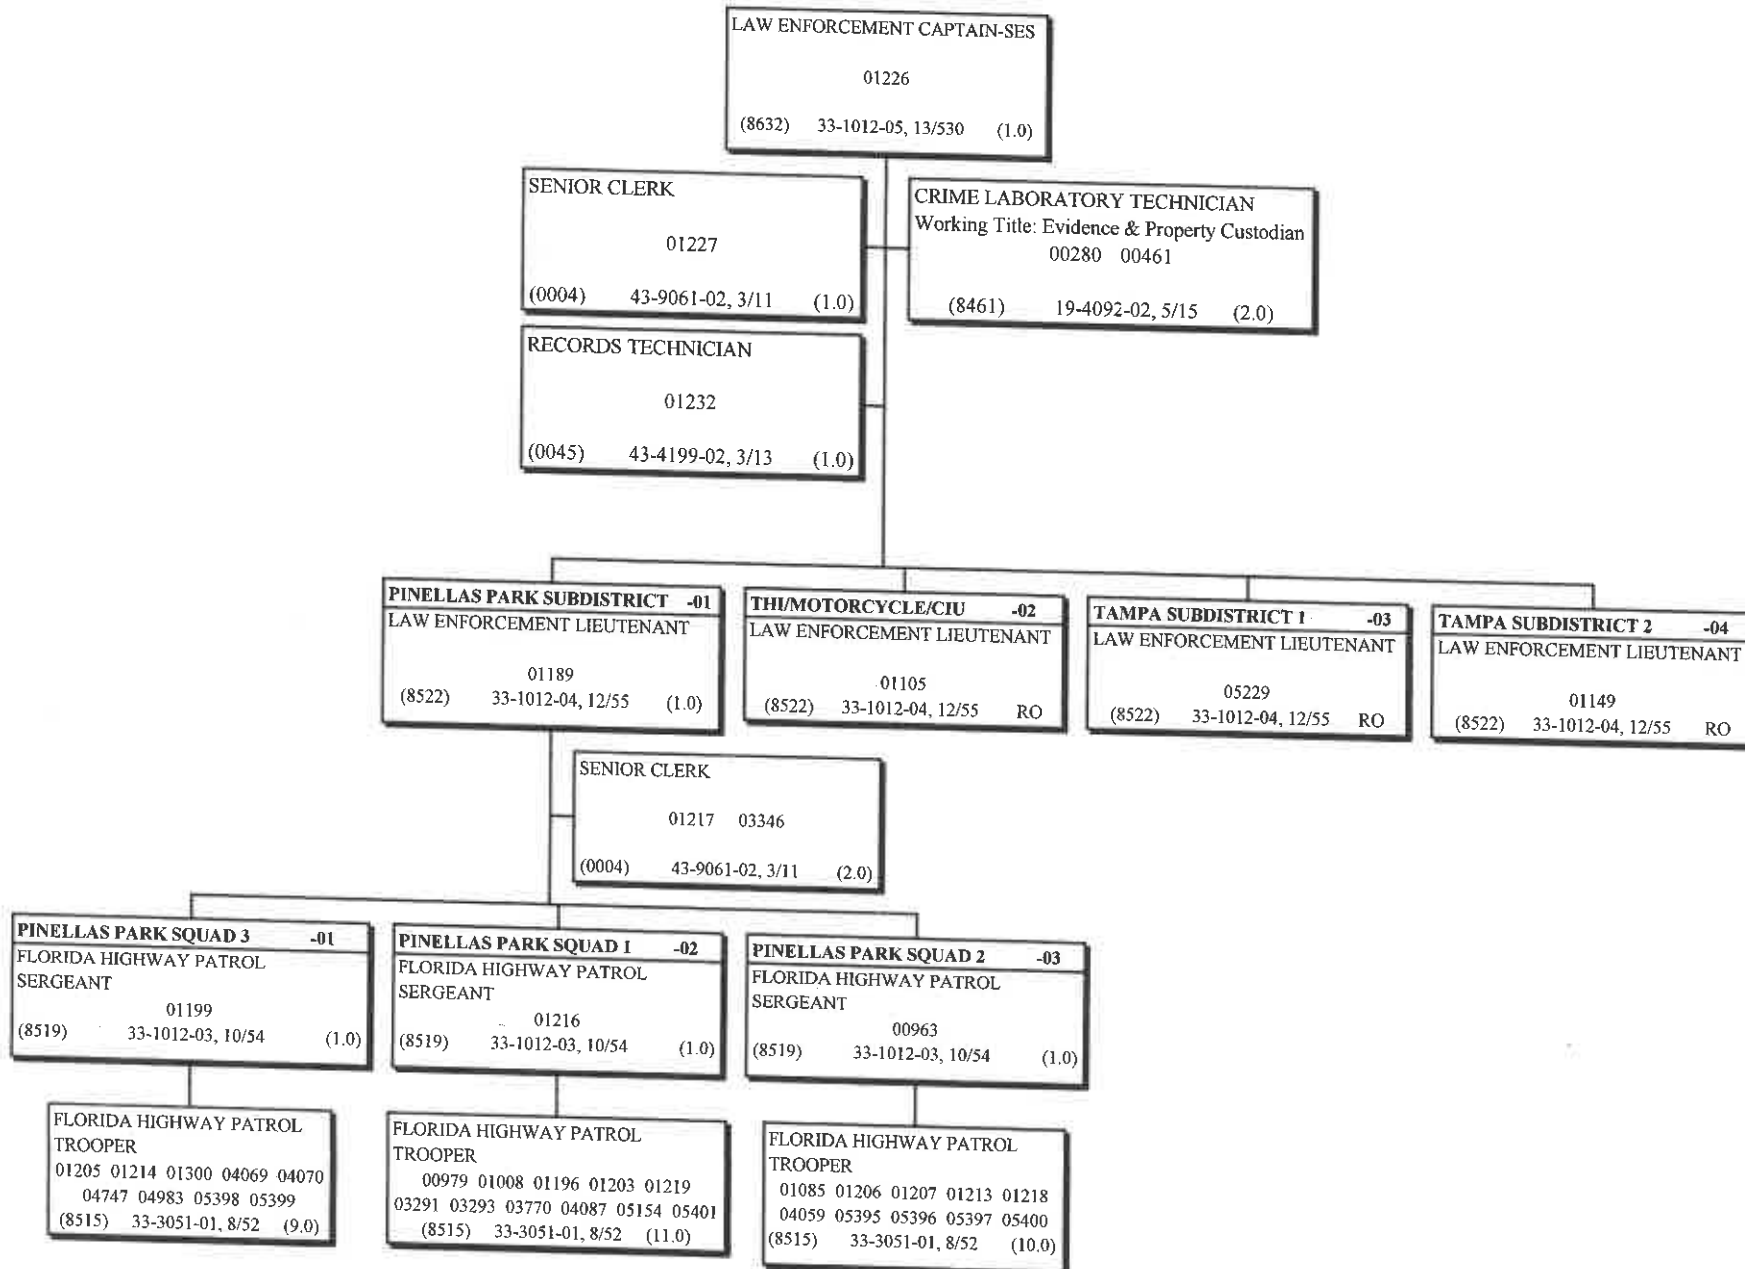 LAW ENFORCEMENT CAPTAIN-SES
01226
(8632) 33-1012-05, 13/530 (1.0)
SENIOR CLERK
01227
(0004) 43-9061-02, 3/11 (1.0)
CRIME LABORATORY TECHNICIAN
Working Title: Evidence & Property Custodian
00280 00461
(8461) 19-4092-02, 5/15 (2.0)
RECORDS TECHNICIAN
01232
(0045) 43-4199-02, 3/13 (1.0)
PINELLAS PARK SUBDISTRICT -01
LAW ENFORCEMENT LIEUTENANT
01189
(8522) 33-1012-04, 12/55 (1.0)
THI/MOTORCYCLE/CIU -02
LAW ENFORCEMENT LIEUTENANT
01105
(8522) 33-1012-04, 12/55 RO
TAMPA SUBDISTRICT 1 -03
LAW ENFORCEMENT LIEUTENANT
05229
(8522) 33-1012-04, 12/55 RO
TAMPA SUBDISTRICT 2 -04
LAW ENFORCEMENT LIEUTENANT
01149
(8522) 33-1012-04, 12/55 RO
SENIOR CLERK
01217 03346
(0004) 43-9061-02, 3/11 (2.0)
PINELLAS PARK SQUAD 3 -01
FLORIDA HIGHWAY PATROL
SERGEANT
01199
(8519) 33-1012-03, 10/54 (1.0)
PINELLAS PARK SQUAD 1 -02
FLORIDA HIGHWAY PATROL
SERGEANT
01216
(8519) 33-1012-03, 10/54 (1.0)
PINELLAS PARK SQUAD 2 -03
FLORIDA HIGHWAY PATROL
SERGEANT
00963
(8519) 33-1012-03, 10/54 (1.0)
FLORIDA HIGHWAY PATROL
TROOPER
01205 01214 01300 04069 04070
04747 04983 05398 05399
(8515) 33-3051-01, 8/52 (9.0)
FLORIDA HIGHWAY PATROL
TROOPER
00979 01008 01196 01203 01219
03291 03293 03770 04087 05154 05401
(8515) 33-3051-01, 8/52 (11.0)
FLORIDA HIGHWAY PATROL
TROOPER
01085 01206 01207 01213 01218
04059 05395 05396 05397 05400
(8515) 33-3051-01, 8/52 (10.0)